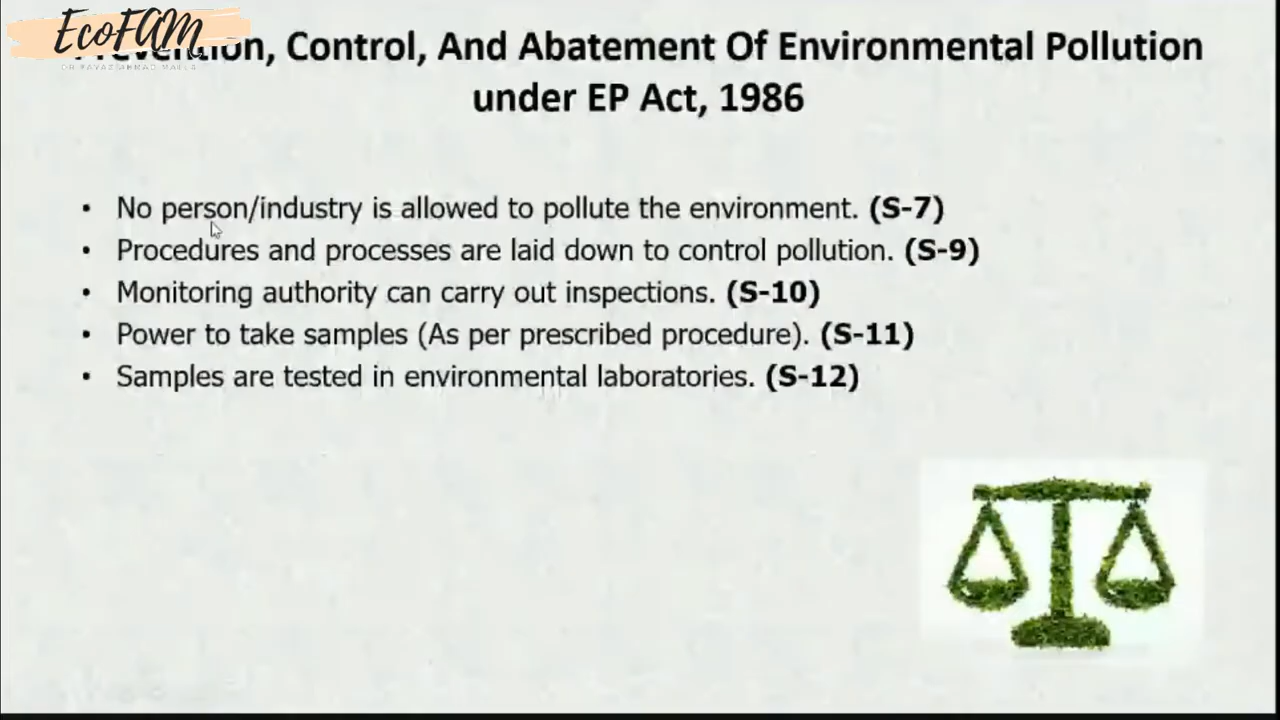 EcoFAM
Prevention, Control, And Abatement Of Environmental Pollution
under EP Act, 1986
• No person/industry is allowed to pollute the environment. (S-7)
• Procedures and processes are laid down to control pollution. (S-9)
• Monitoring authority can carry out inspections. (S-10)
• Power to take samples (As per prescribed procedure). (S-11)
• Samples are tested in environmental laboratories. (S-12)